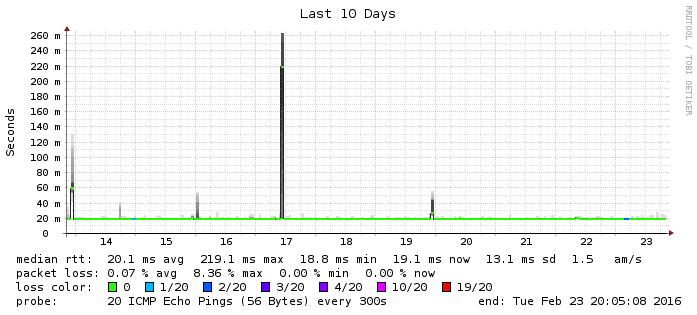 Last 10 Days
RRDTOOL / TOBI OETIKER
Seconds
260 m
240 m
220 m
200 m
180 m
160 m
140 m
120 m
100 m
80 m
60 m
40 m
20 m
0
14 15 16 17 18 19 20 21 22 23
median rtt: 20.1 ms avg 219.1 ms max 18.8 ms min 19.1 ms now 13.1 ms sd 1.5 am/s
packet loss: 0.07 % avg 8.36 % max 0.00 % min 0.00 % now
loss color: 0 1/20 2/20 3/20 4/20 10/20 19/20
probe: 20 ICMP Echo Pings (56 Bytes) every 300s end: Tue Feb 23 20:05:08 2016